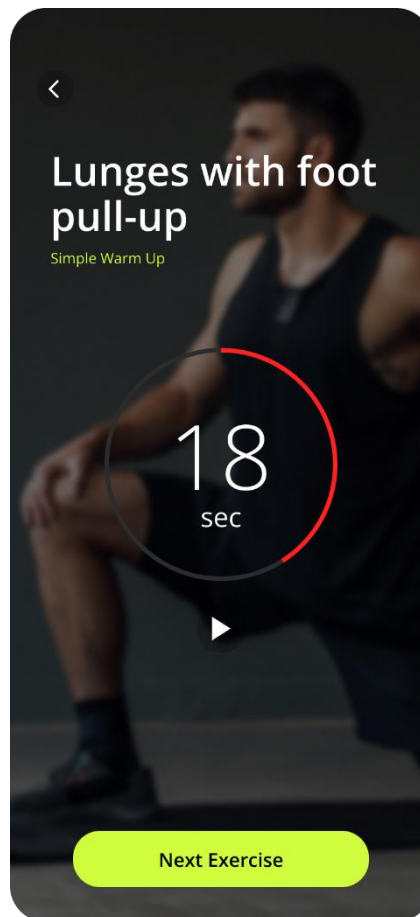 Lunges with foot
pull-up
Simple Warm Up
18
sec
Next Exercise